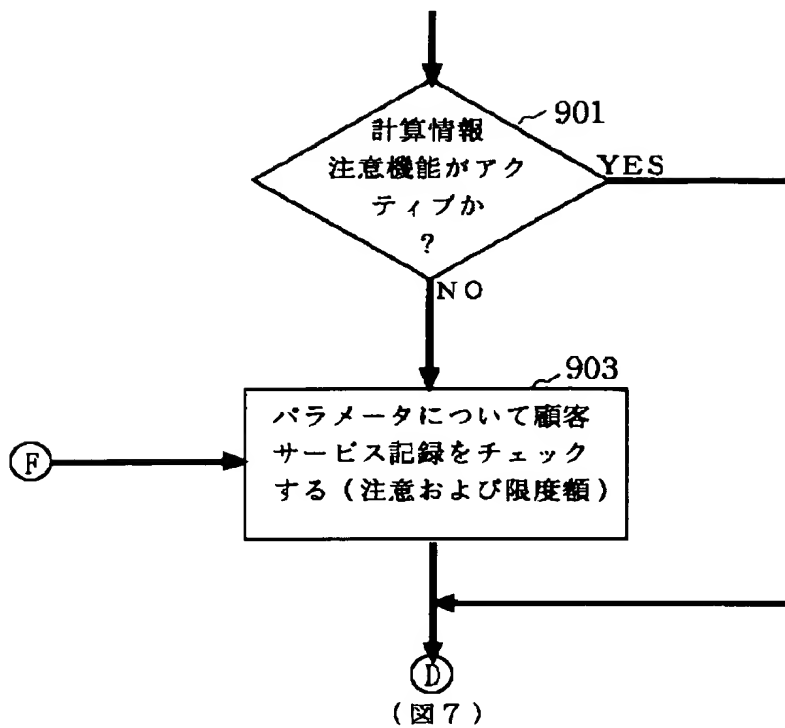 901
計算情報
注意機能がアク
ティブか
?
YES
NO
903
パラメータについて顧客
サービス記録をチェック
する(注意および限度額)
F
D
(図7)